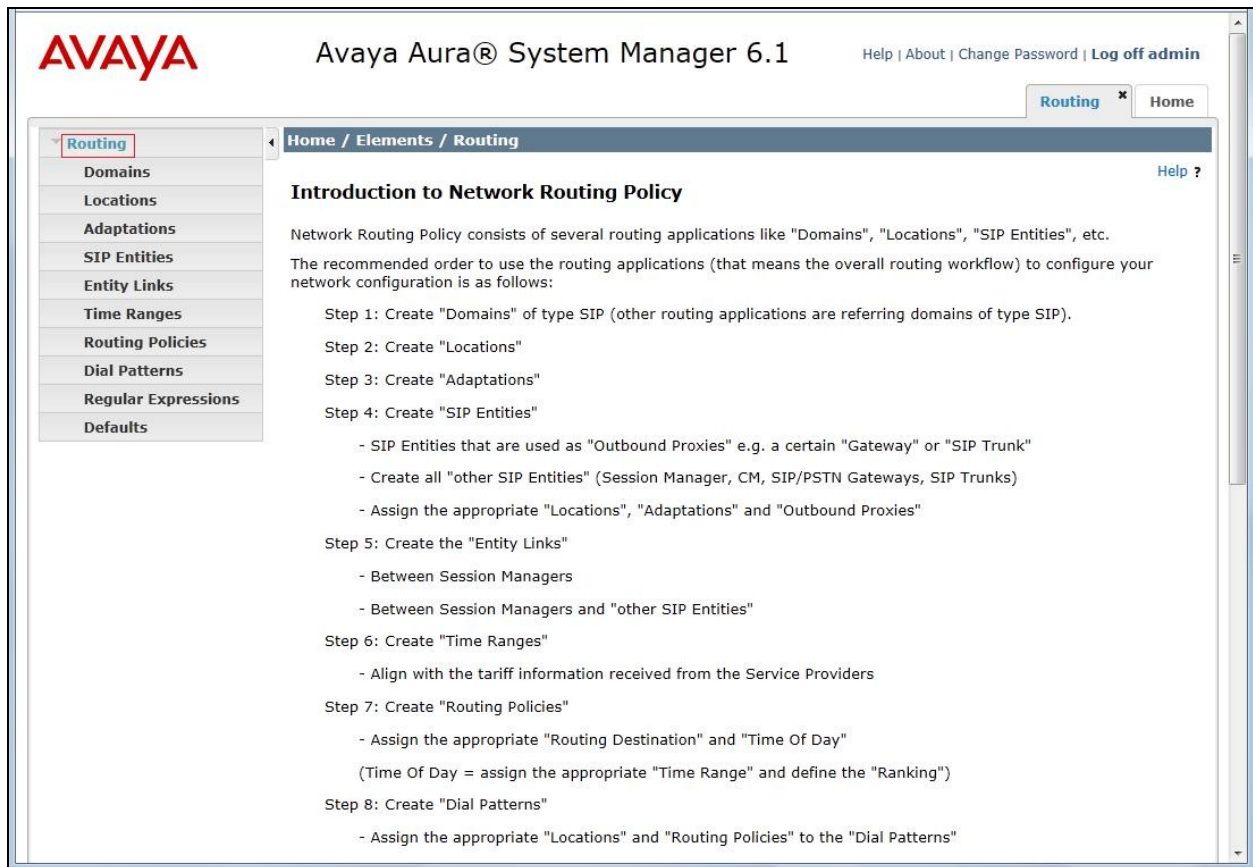 AVAYA
Avaya Aura® System Manager 6.1
Help | About | Change Password | Log off admin
Routing ✖
Home
Routing
Domains
Locations
Adaptations
SIP Entities
Entity Links
Time Ranges
Routing Policies
Dial Patterns
Regular Expressions
Defaults
Home / Elements / Routing
Help ?
Introduction to Network Routing Policy
Network Routing Policy consists of several routing applications like "Domains", "Locations", "SIP Entities", etc.
The recommended order to use the routing applications (that means the overall routing workflow) to configure your
network configuration is as follows:
Step 1: Create "Domains" of type SIP (other routing applications are referring domains of type SIP).
Step 2: Create "Locations"
Step 3: Create "Adaptations"
Step 4: Create "SIP Entities"
- SIP Entities that are used as "Outbound Proxies" e.g. a certain "Gateway" or "SIP Trunk"
- Create all "other SIP Entities" (Session Manager, CM, SIP/PSTN Gateways, SIP Trunks)
- Assign the appropriate "Locations", "Adaptations" and "Outbound Proxies"
Step 5: Create the "Entity Links"
- Between Session Managers
- Between Session Managers and "other SIP Entities"
Step 6: Create "Time Ranges"
- Align with the tariff information received from the Service Providers
Step 7: Create "Routing Policies"
- Assign the appropriate "Routing Destination" and "Time Of Day"
(Time Of Day = assign the appropriate "Time Range" and define the "Ranking")
Step 8: Create "Dial Patterns"
- Assign the appropriate "Locations" and "Routing Policies" to the "Dial Patterns"